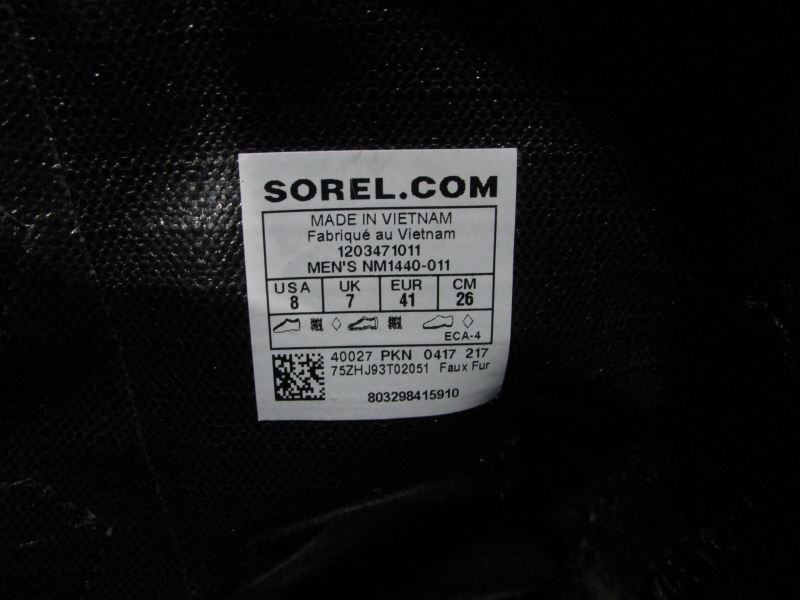 SOREL.COM
MADE IN VIETNAM
Fabriqué au Vietnam
1203471011
MEN'S NM1440-011
USA UK EUR CM
8 7 41 26
ECA-4
40027 PKN 0417 217
75ZHJ93T02051 Faux Fur
803298415910